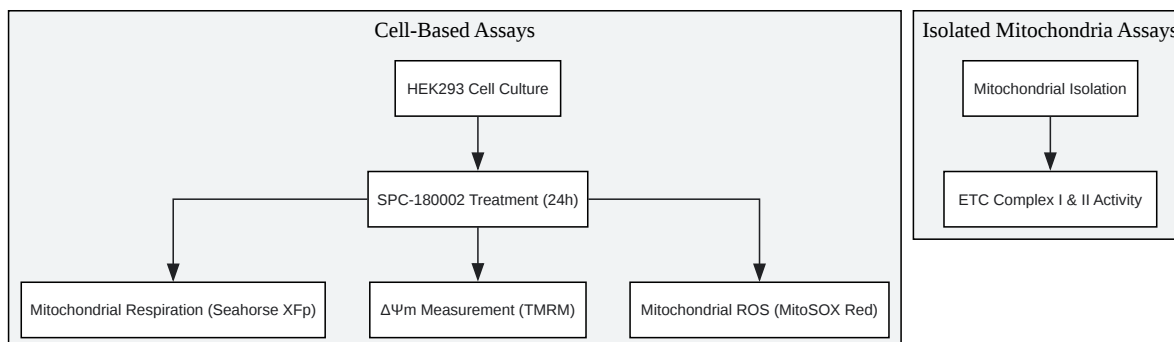 Cell-Based Assays
HEK293 Cell Culture
SPC-180002 Treatment (24h)
Mitochondrial Respiration (Seahorse XFp)
ΔΨm Measurement (TMRM)
Mitochondrial ROS (MitoSOX Red)
Isolated Mitochondria Assays
Mitochondrial Isolation
ETC Complex I & II Activity